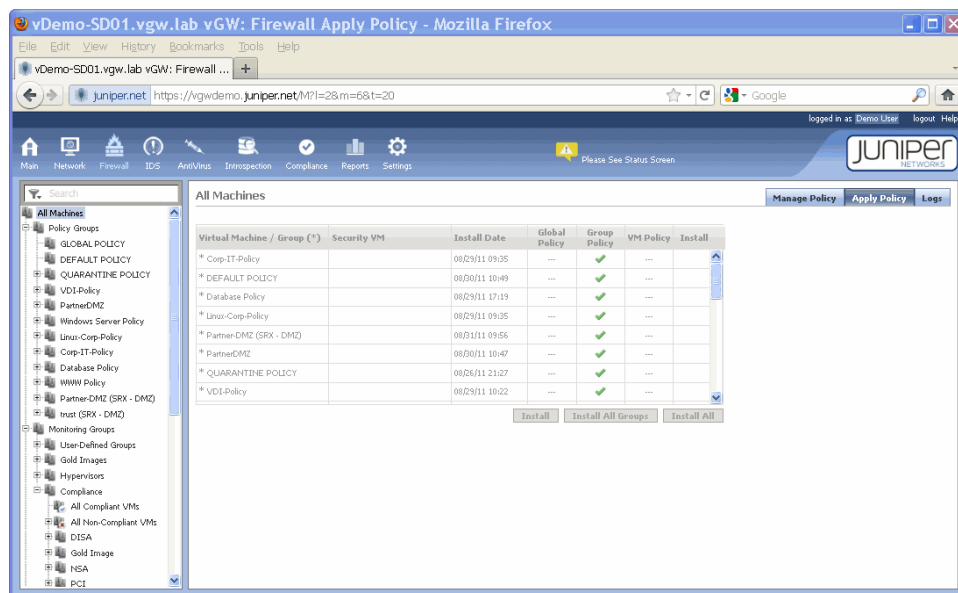 vDemo-SD01.vgw.lab vGW: Firewall Apply Policy - Mozilla Firefox
File Edit View History Bookmarks Tools Help
vDemo-SD01.vgw.lab vGW: Firewall ... +
juniper.net https://vgwdemo.juniper.net/M?l=2&m=6&t=20
Google
logged in as Demo User logout Help
Main Network Firewall IDS AntiVirus Introspection Compliance Reports Settings
Please See Status Screen
JUNIPER NETWORKS
Search
All Machines
Policy Groups
GLOBAL POLICY
DEFAULT POLICY
QUARANTINE POLICY
VDI-Policy
PartnerDMZ
Windows Server Policy
Linux-Corp-Policy
Corp-IT-Policy
Database Policy
WWW Policy
Partner-DMZ (SRX - DMZ)
trust (SRX - DMZ)
Monitoring Groups
User-Defined Groups
Gold Images
Hypervisors
Compliance
All Compliant VMs
All Non-Compliant VMs
DISA
Gold Image
NSA
PCI
All Machines
Manage Policy Apply Policy Logs
Virtual Machine / Group (*) Security VM Install Date Global Policy Group Policy VM Policy Install
* Corp-IT-Policy 08/29/11 09:35 --- ---
* DEFAULT POLICY 08/30/11 10:49 --- ---
* Database Policy 08/29/11 17:19 --- ---
* Linux-Corp-Policy 08/29/11 09:35 --- ---
* Partner-DMZ (SRX - DMZ) 08/31/11 09:56 --- ---
* PartnerDMZ 08/30/11 10:47 --- ---
* QUARANTINE POLICY 08/26/11 21:27 --- ---
* VDI-Policy 08/29/11 10:22 --- ---
Install Install All Groups Install All